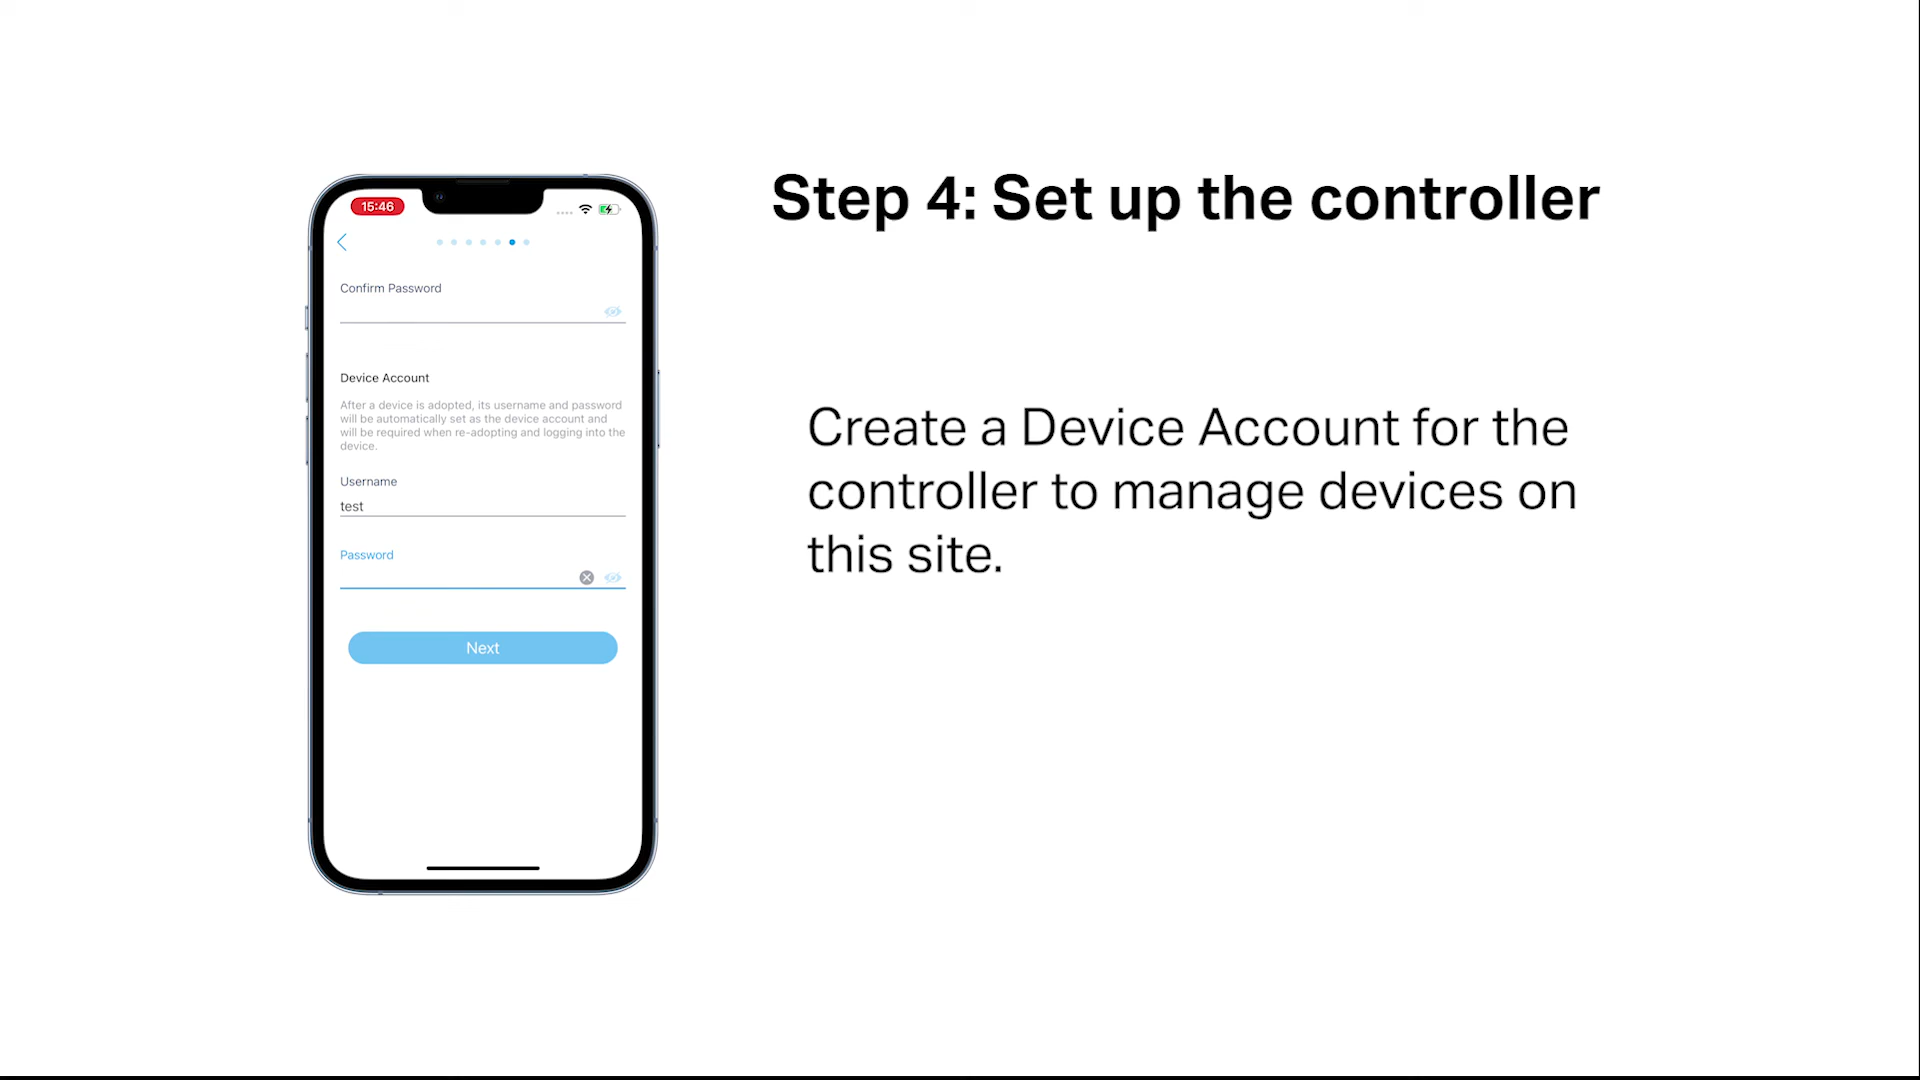 15:46
Confirm Password
Device Account
After a device is adopted, its username and password
will be automatically set as the device account and
will be required when re-adopting and logging into the
device.
Username
test
Password
Next
Step 4: Set up the controller
Create a Device Account for the
controller to manage devices on
this site.